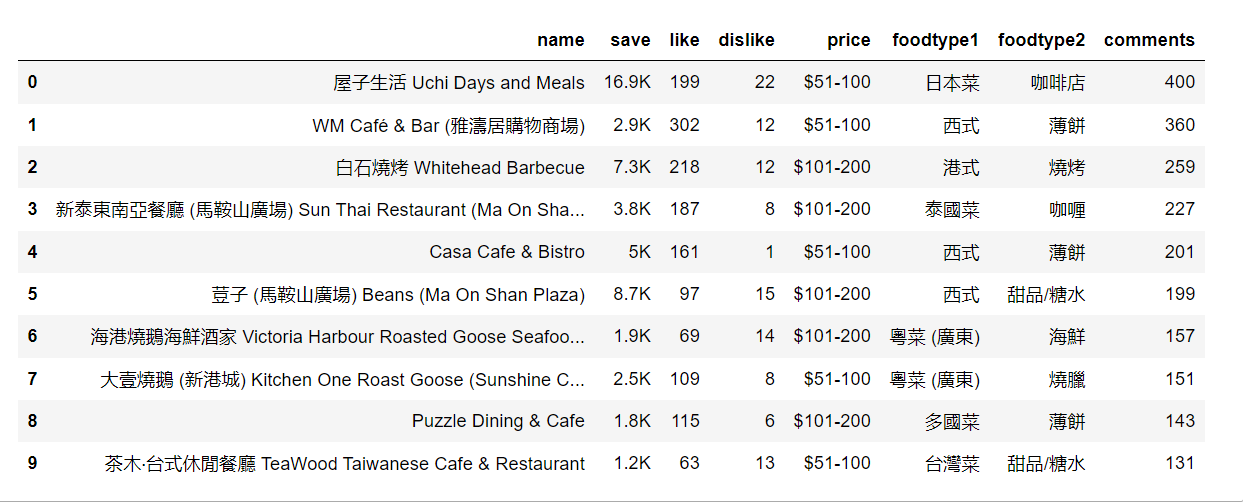 name save like dislike price foodtype1 foodtype2 comments
0 屋子生活 Uchi Days and Meals 16.9K 199 22 $51-100 日本菜 咖啡店 400
1 WM Café & Bar (雅濤居購物商場) 2.9K 302 12 $51-100 西式 薄餅 360
2 白石燒烤 Whitehead Barbecue 7.3K 218 12 $101-200 港式 燒烤 259
3 新泰東南亞餐廳 (馬鞍山廣場) Sun Thai Restaurant (Ma On Sha... 3.8K 187 8 $101-200 泰國菜 咖喱 227
4 Casa Cafe & Bistro 5K 161 1 $51-100 西式 薄餅 201
5 荳子 (馬鞍山廣場) Beans (Ma On Shan Plaza) 8.7K 97 15 $101-200 西式 甜品/糖水 199
6 海港燒鵝海鮮酒家 Victoria Harbour Roasted Goose Seafoo... 1.9K 69 14 $101-200 粵菜 (廣東) 海鮮 157
7 大壹燒鵝 (新港城) Kitchen One Roast Goose (Sunshine C... 2.5K 109 8 $51-100 粵菜 (廣東) 燒臘 151
8 Puzzle Dining & Cafe 1.8K 115 6 $101-200 多國菜 薄餅 143
9 茶木‧台式休閒餐廳 TeaWood Taiwanese Cafe & Restaurant 1.2K 63 13 $51-100 台灣菜 甜品/糖水 131